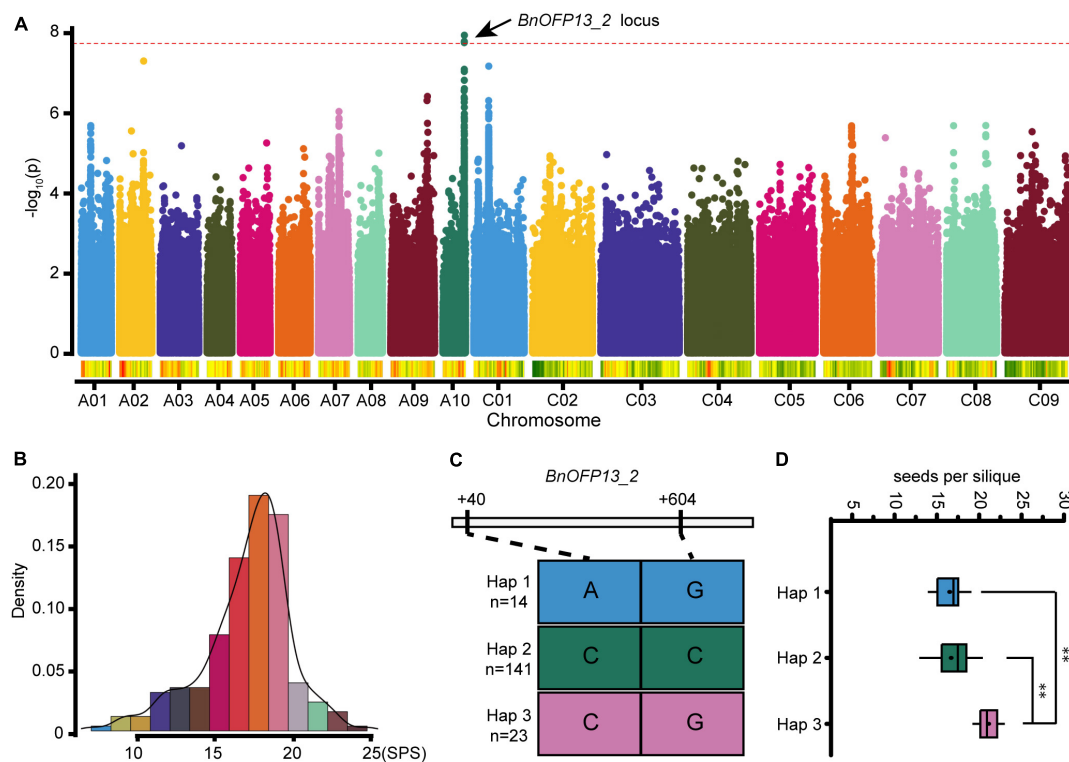 A
BnOFP13_2 locus
8
6
4
2
0
-log10(p)
A01 A02 A03 A04 A05 A06 A07 A08 A09 A10 C01 C02 C03 C04 C05 C06 C07 C08 C09
Chromosome
B
0.20
0.15
0.10
0.05
0
Density
10 15 20 25(SPS)
C
BnOFP13_2
+40 +604
Hap 1 n=14 A G
Hap 2 n=141 C C
Hap 3 n=23 C G
D
seeds per silique
5 10 15 20 25 30
Hap 1
Hap 2
Hap 3
**
**